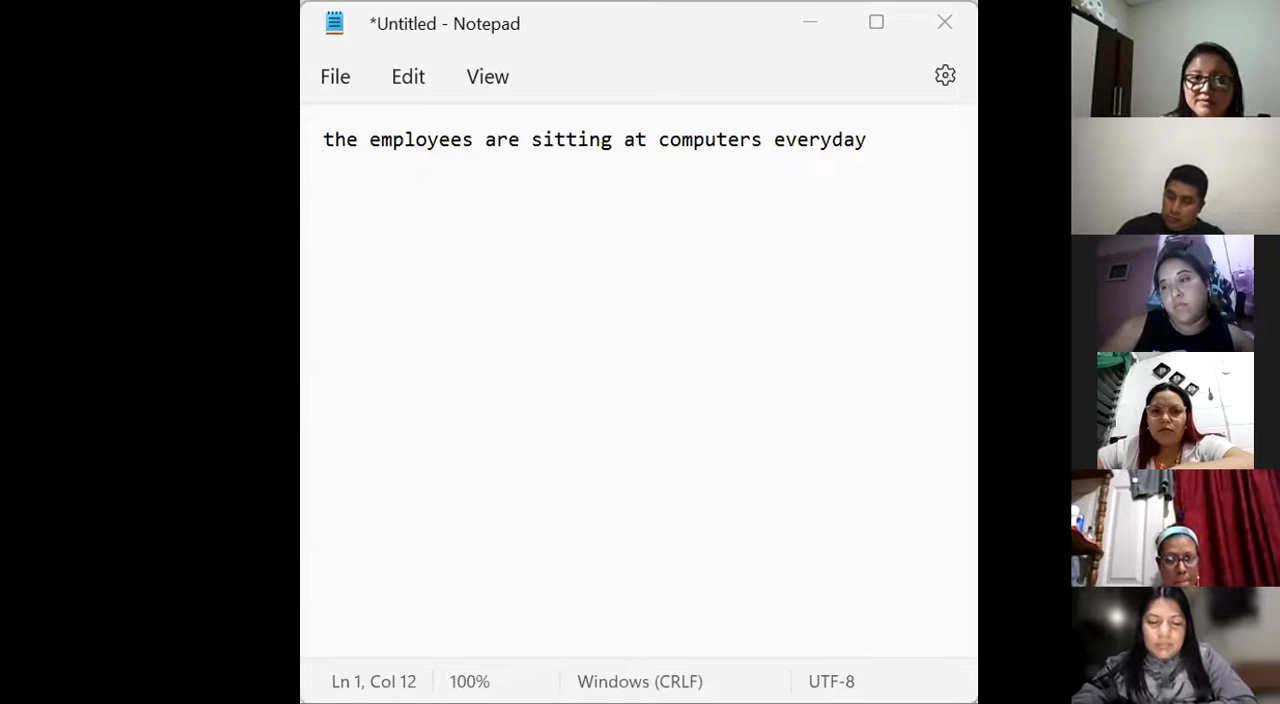 *Untitled - Notepad
File Edit View
the employees are sitting at computers everyday
Ln 1, Col 12 100% Windows (CRLF) UTF-8